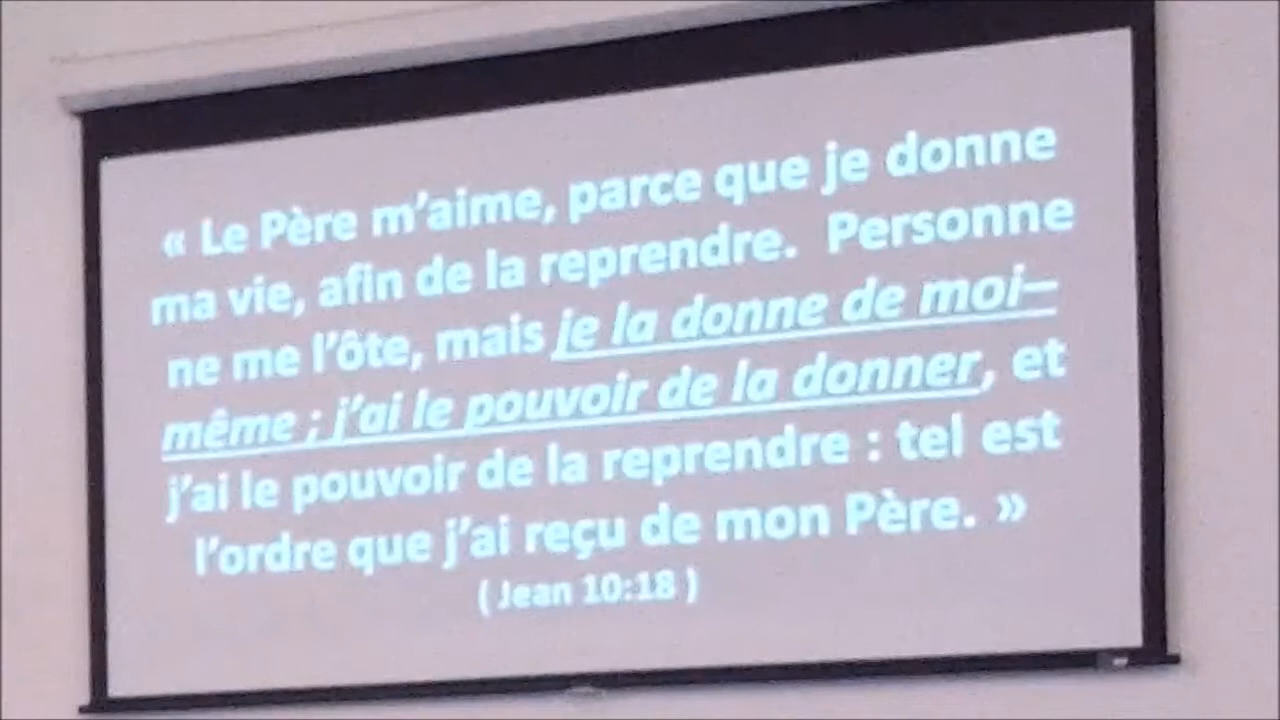 « Le Père m’aime, parce que je donne
ma vie, afin de la reprendre.  Personne
ne me l’ôte, mais je la donne de moi–
même ; j’ai le pouvoir de la donner, et
j’ai le pouvoir de la reprendre : tel est
l’ordre que j’ai reçu de mon Père. »
( Jean 10:18 )